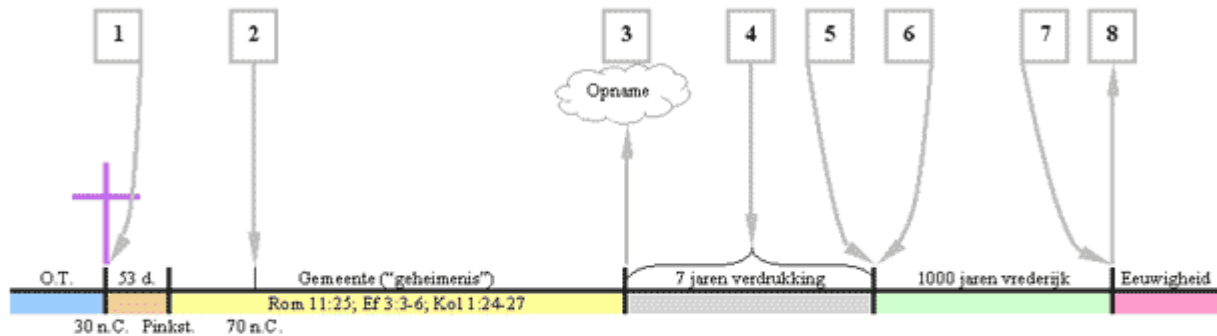 1 2 3 4 5 6 7 8
Opname
O.T. 53 d. Gemeente ("geheimenis") 7 jaren verdrukking 1000 jaren vrederijk Eeuwigheid
Rom 11:25; Ef 3:3-6; Kol 1:24-27
30 n.C. Pinkst. 70 n.C.